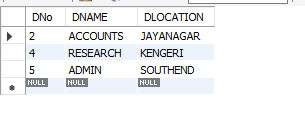 DNo DNAME DLOCATION
2 ACCOUNTS JAYANAGAR
4 RESEARCH KENGERI
5 ADMIN SOUTHEND
NULL NULL NULL